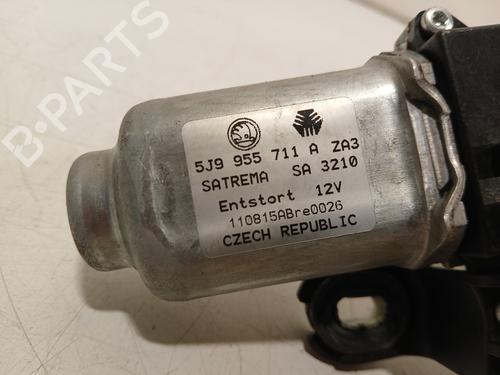 5J9 955 711 A ZA3
SATREMA SA 3210
Entstort 12V
110815ABre0026
CZECH REPUBLIC
B-PARTS